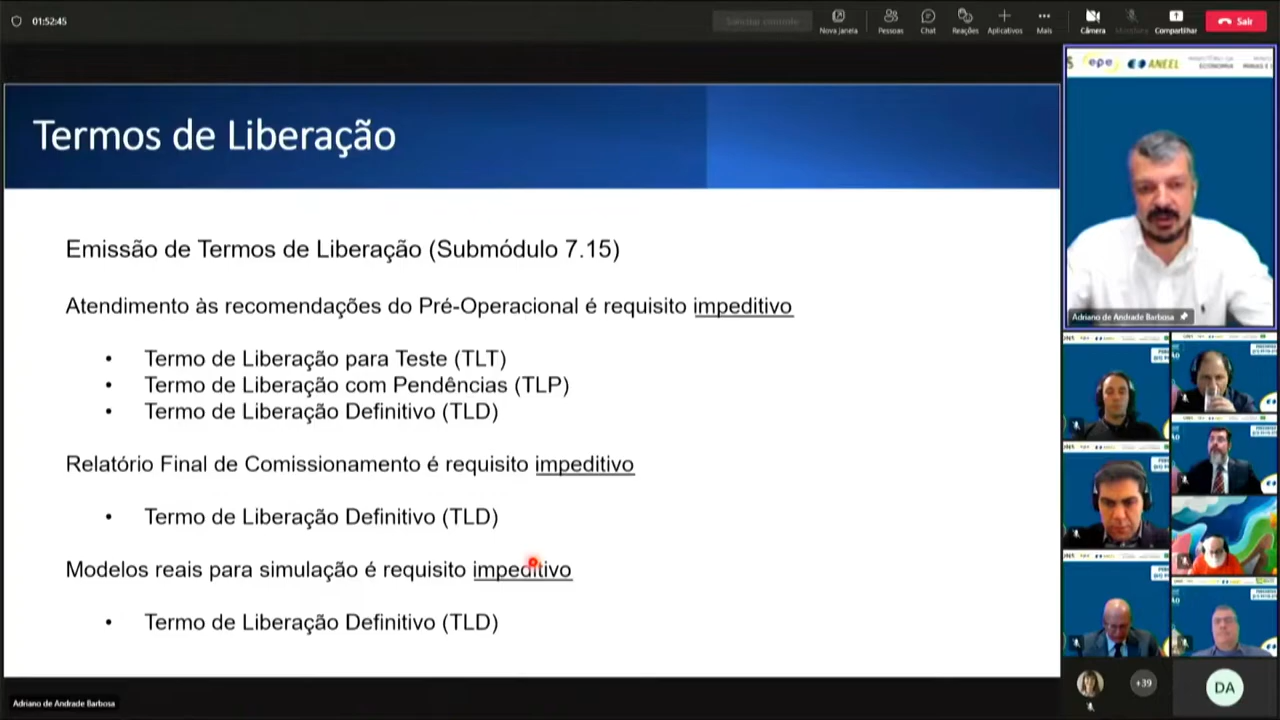 01:52:45
Solicitar controle
Nova janela
Pessoas
Chat
Reações
Aplicativos
Mais
Câmera
Compartilhar
Sair
epe
ANEEL
ECONOMIA
Termos de Liberação
Emissão de Termos de Liberação (Submódulo 7.15)
Atendimento às recomendações do Pré-Operacional é requisito impeditivo
• Termo de Liberação para Teste (TLT)
• Termo de Liberação com Pendências (TLP)
• Termo de Liberação Definitivo (TLD)
Relatório Final de Comissionamento é requisito impeditivo
• Termo de Liberação Definitivo (TLD)
Modelos reais para simulação é requisito impeditivo
• Termo de Liberação Definitivo (TLD)
Adriano de Andrade Barbosa
+39
DA
Adriano de Andrade Barbosa